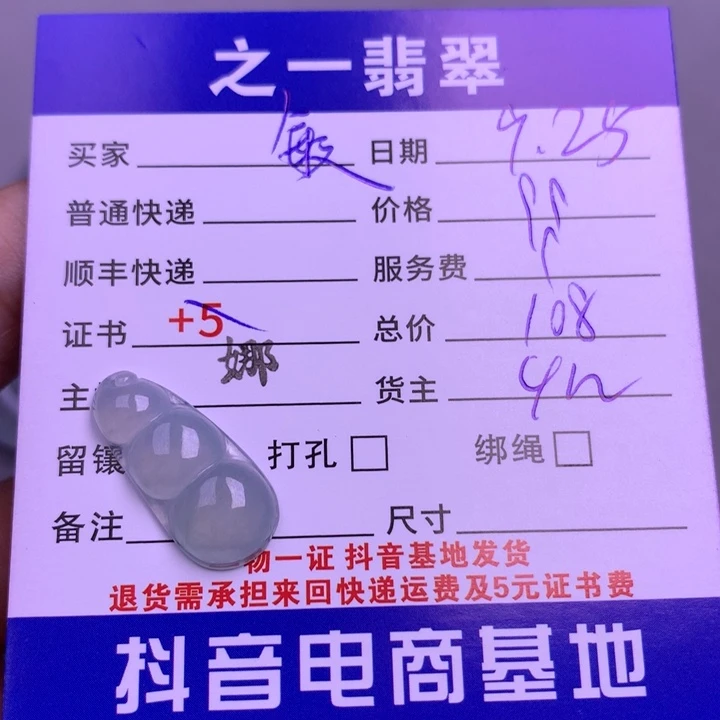 之一翡翠
买家 敏 日期 9.25
普通快递 价格 99
顺丰快递 服务费 9
证书 +5 总价 108
主 娜 货主
留镶 打孔 绑绳
备注 尺寸
物一证 抖音基地发货
退货需承担来回快递运费及5元证书费
抖音电商基地